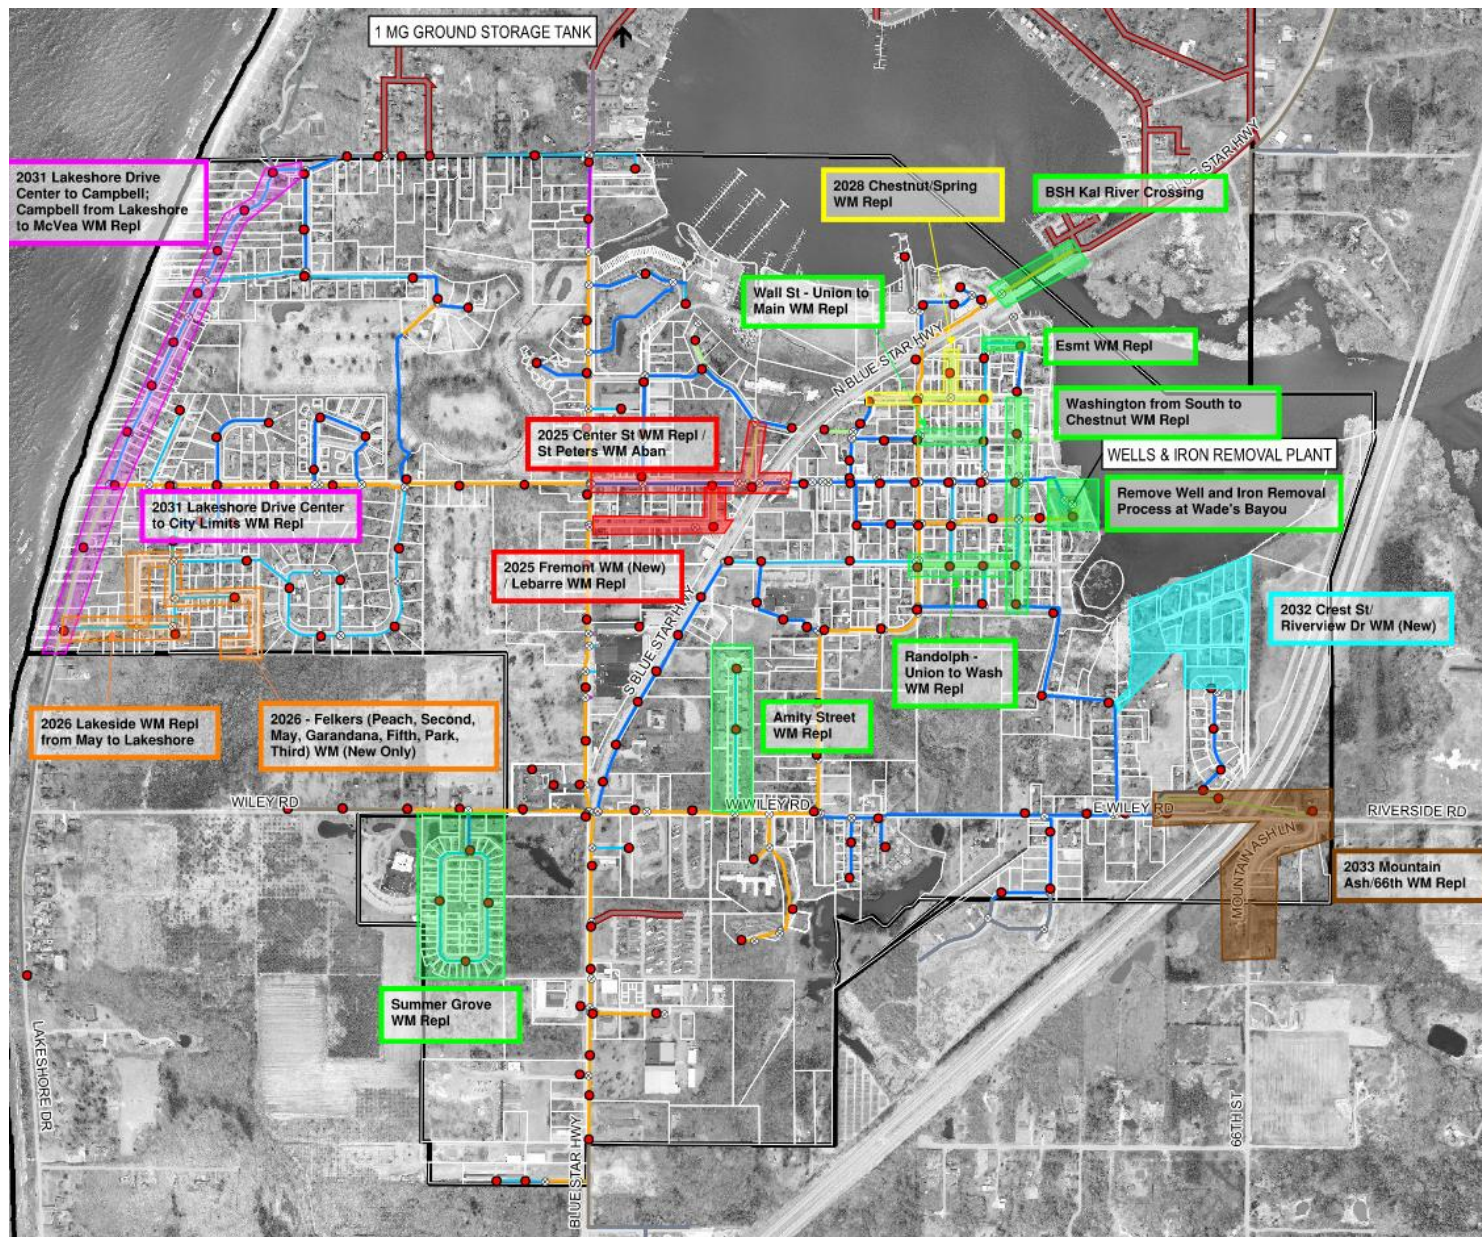 1 MG GROUND STORAGE TANK
BLUE STAR HWY
2031 Lakeshore Drive
Center to Campbell;
Campbell from Lakeshore
to McVea WM Repl
2028 Chestnut/Spring
WM Repl
BSH Kal River Crossing
Wall St - Union to
Main WM Repl
N BLUE STAR HWY
Esmt WM Repl
Washington from South to
Chestnut WM Repl
2025 Center St WM Repl /
St Peters WM Aban
WELLS & IRON REMOVAL PLANT
2031 Lakeshore Drive Center
to City Limits WM Repl
Remove Well and Iron Removal
Process at Wade's Bayou
2025 Fremont WM (New)
/ Lebarre WM Repl
S BLUE STAR HWY
2032 Crest St/
Riverview Dr WM (New)
Randolph -
Union to Wash
WM Repl
2026 Lakeside WM Repl
from May to Lakeshore
2026 - Felkers (Peach, Second,
May, Garandana, Fifth, Park,
Third) WM (New Only)
Amity Street
WM Repl
WILEY RD
W WILEY RD
E WILEY RD
RIVERSIDE RD
MOUNTAIN ASH LN
2033 Mountain
Ash/66th WM Repl
Summer Grove
WM Repl
LAKESHORE DR
BLUE STAR HWY
66TH ST